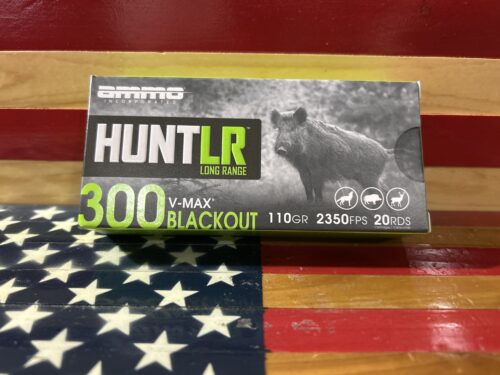 ammo
INCORPORATED
HUNTLR
LONG RANGE
300 V-MAX®
BLACKOUT
110GR 2350FPS 20RDS